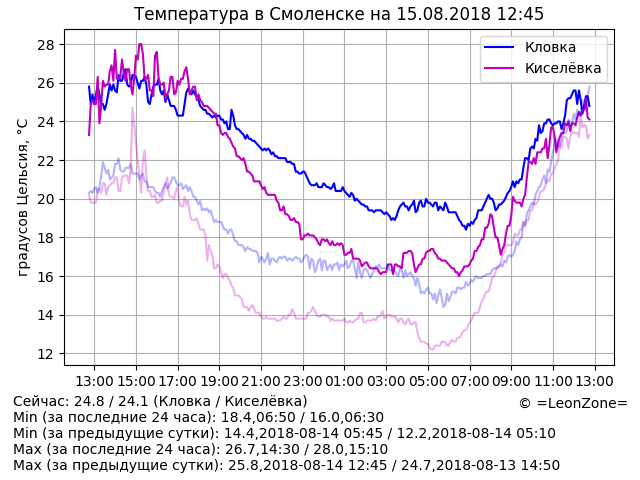 Температура в Смоленске на 15.08.2018 12:45
Кловка
Киселёвка
градусов Цельсия, °C
28
26
24
22
20
18
16
14
12
13:00 15:00 17:00 19:00 21:00 23:00 01:00 03:00 05:00 07:00 09:00 11:00 13:00
Сейчас: 24.8 / 24.1 (Кловка / Киселёвка)
© =LeonZone=
Min (за последние 24 часа): 18.4,06:50 / 16.0,06:30
Min (за предыдущие сутки): 14.4,2018-08-14 05:45 / 12.2,2018-08-14 05:10
Max (за последние 24 часа): 26.7,14:30 / 28.0,15:10
Max (за предыдущие сутки): 25.8,2018-08-14 12:45 / 24.7,2018-08-13 14:50